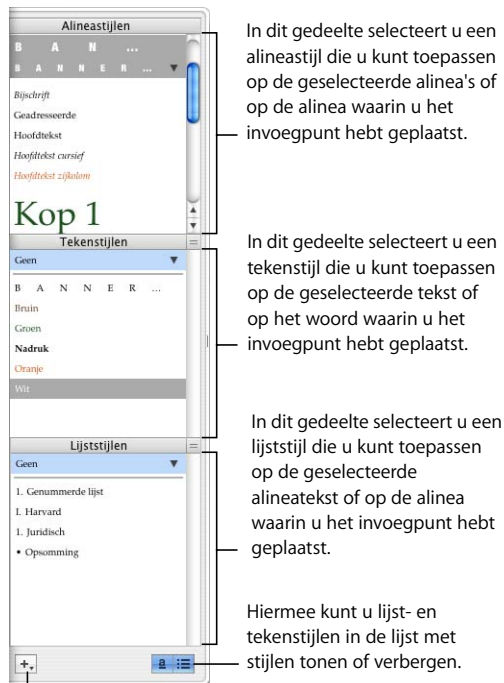 Alineastijlen
B A N ...
B A N N E R ...
Bijschrift
Geadresseerde
Hoofdtekst
Hoofdtekst cursief
Hoofdtekst zijkolom
Kop 1
In dit gedeelte selecteert u een
alineastijl die u kunt toepassen
op de geselecteerde alinea's of
op de alinea waarin u het
invoegpunt hebt geplaatst.
Tekenstijlen
Geen
B A N N E R ...
Bruin
Groen
Nadruk
Oranje
Wit
In dit gedeelte selecteert u een
tekenstijl die u kunt toepassen
op de geselecteerde tekst of
op het woord waarin u het
invoegpunt hebt geplaatst.
Lijststijlen
Geen
1. Genummerde lijst
I. Harvard
1. Juridisch
• Opsomming
In dit gedeelte selecteert u een
lijststijl die u kunt toepassen
op de geselecteerde
alineatekst of op de alinea
waarin u het invoegpunt hebt
geplaatst.
a
Hiermee kunt u lijst- en
tekenstijlen in de lijst met
stijlen tonen of verbergen.